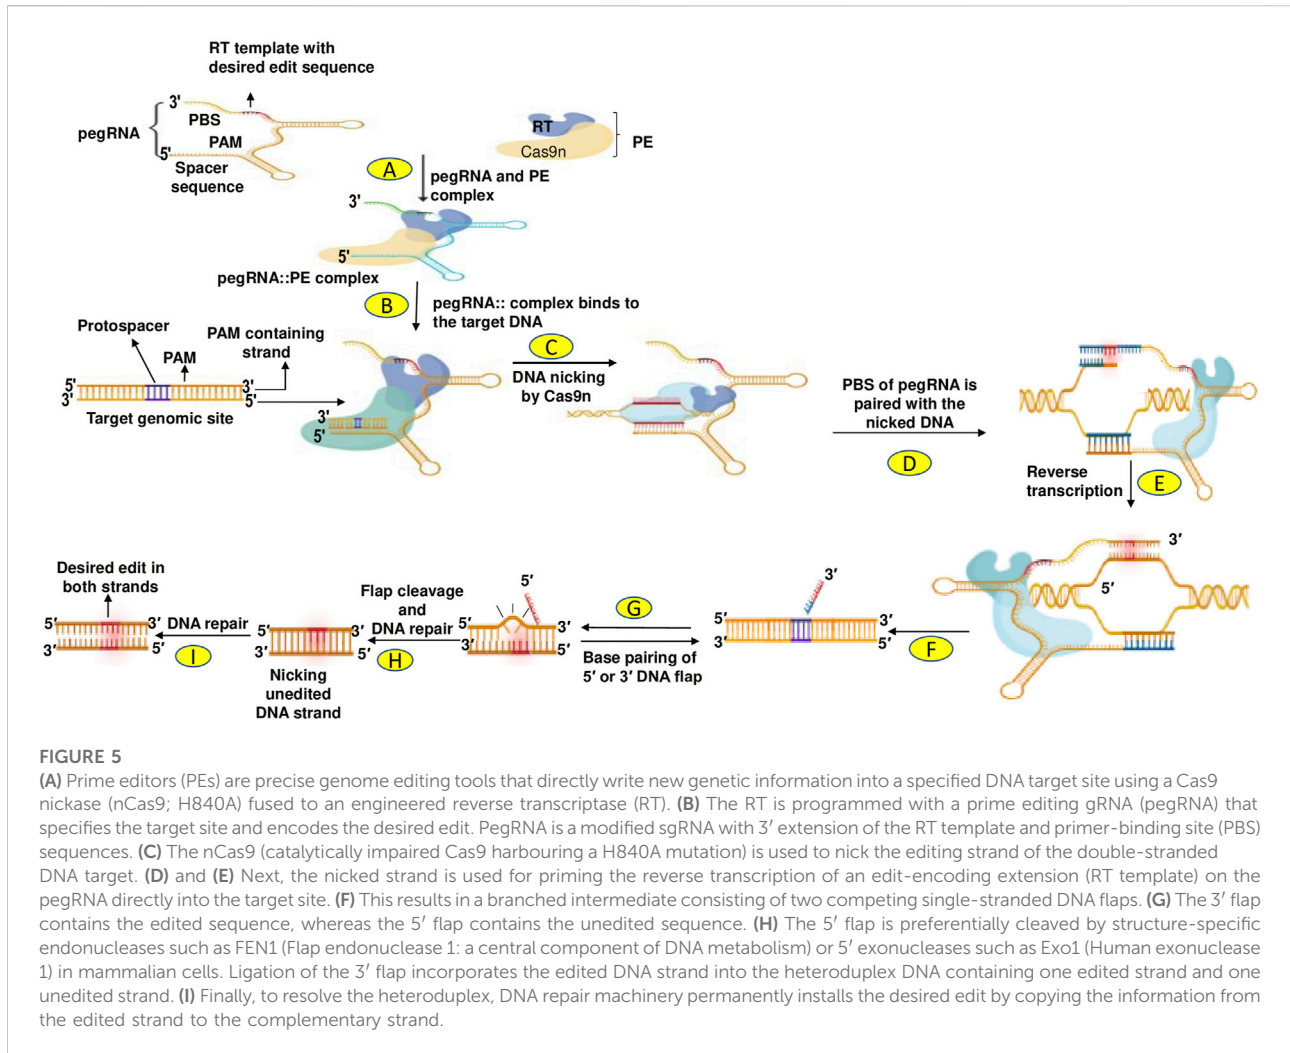 RT template with
desired edit sequence
3'
PBS
pegRNA
PAM
5'
Spacer
sequence
RT
Cas9n
PE
A
pegRNA and PE
complex
3'
5'
pegRNA::PE complex
B
pegRNA:: complex binds to
the target DNA
Protospacer
PAM
PAM containing
strand
5'
3'
3'
5'
Target genomic site
3'
5'
C
DNA nicking
by Cas9n
PBS of pegRNA is
paired with the
nicked DNA
D
Reverse
transcription
E
3'
5'
F
3'
5'
3'
3'
5'
G
Base pairing of
5' or 3' DNA flap
5'
5'
3'
3'
5'
Flap cleavage
and
DNA repair
H
5'
3'
3'
5'
Nicking
unedited
DNA strand
DNA repair
I
Desired edit in
both strands
5'
3'
3'
5'
FIGURE 5
(A) Prime editors (PEs) are precise genome editing tools that directly write new genetic information into a specified DNA target site using a Cas9
nickase (nCas9; H840A) fused to an engineered reverse transcriptase (RT). (B) The RT is programmed with a prime editing gRNA (pegRNA) that
specifies the target site and encodes the desired edit. PegRNA is a modified sgRNA with 3′ extension of the RT template and primer-binding site (PBS)
sequences. (C) The nCas9 (catalytically impaired Cas9 harbouring a H840A mutation) is used to nick the editing strand of the double-stranded
DNA target. (D) and (E) Next, the nicked strand is used for priming the reverse transcription of an edit-encoding extension (RT template) on the
pegRNA directly into the target site. (F) This results in a branched intermediate consisting of two competing single-stranded DNA flaps. (G) The 3′ flap
contains the edited sequence, whereas the 5′ flap contains the unedited sequence. (H) The 5′ flap is preferentially cleaved by structure-specific
endonucleases such as FEN1 (Flap endonuclease 1: a central component of DNA metabolism) or 5′ exonucleases such as Exo1 (Human exonuclease
1) in mammalian cells. Ligation of the 3′ flap incorporates the edited DNA strand into the heteroduplex DNA containing one edited strand and one
unedited strand. (I) Finally, to resolve the heteroduplex, DNA repair machinery permanently installs the desired edit by copying the information from
the edited strand to the complementary strand.